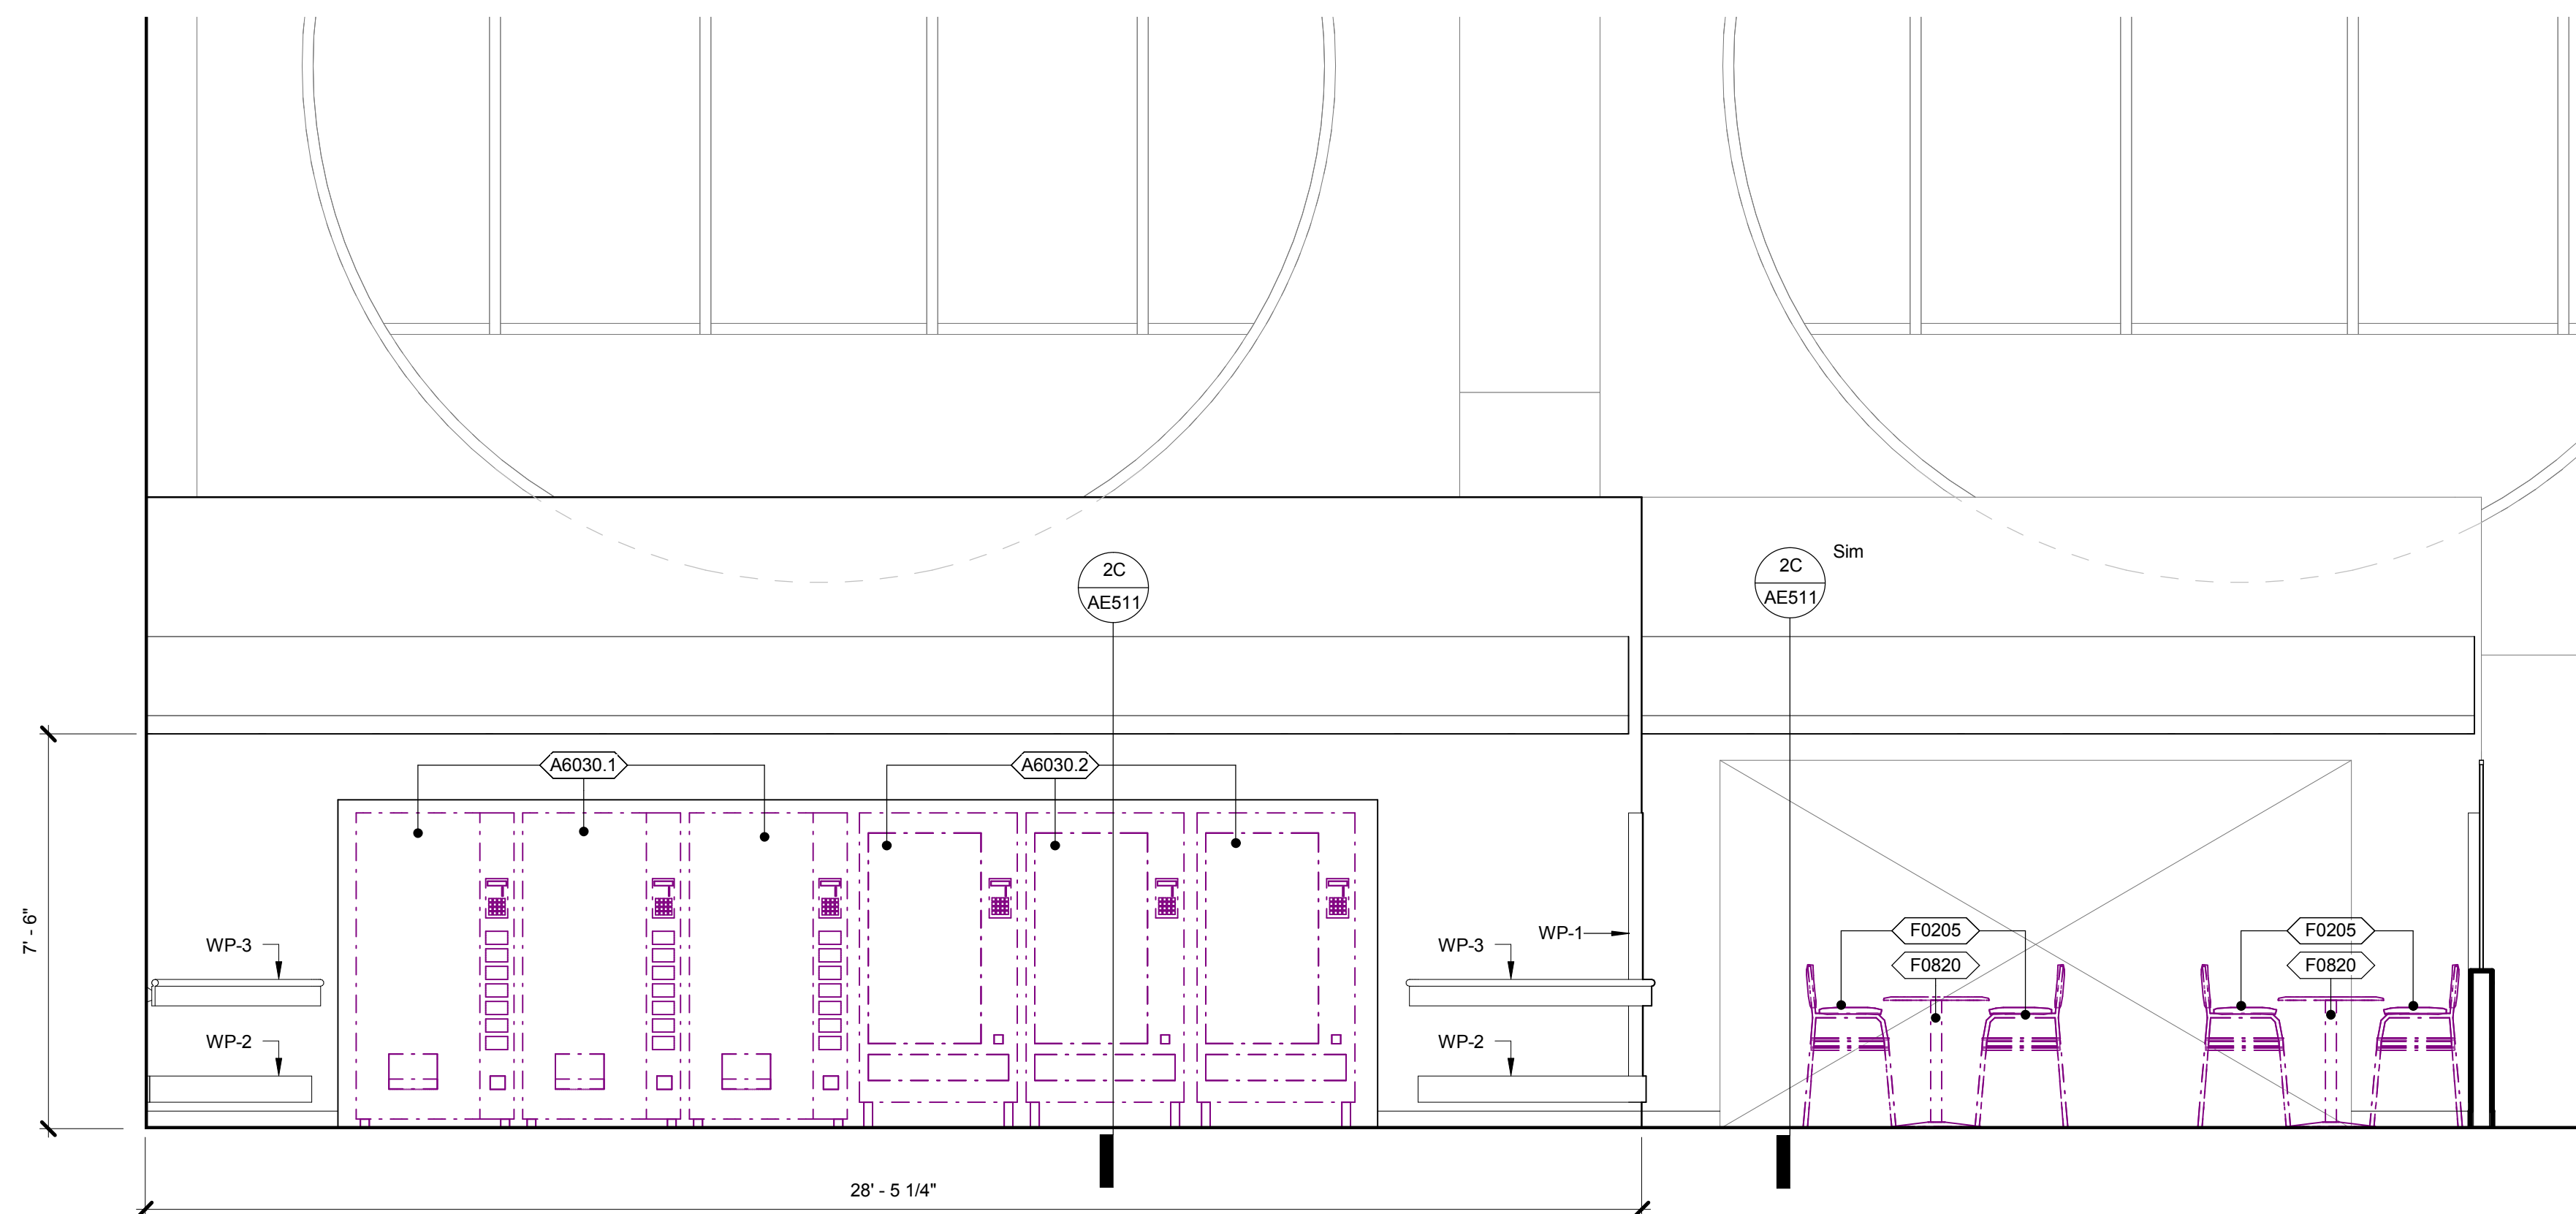 2C
AE511
2C
AE511
Sim
A6030.1
A6030.2
7' - 6"
WP-3
WP-2
WP-3
WP-1
WP-2
F0205
F0820
F0205
F0820
28' - 5 1/4"